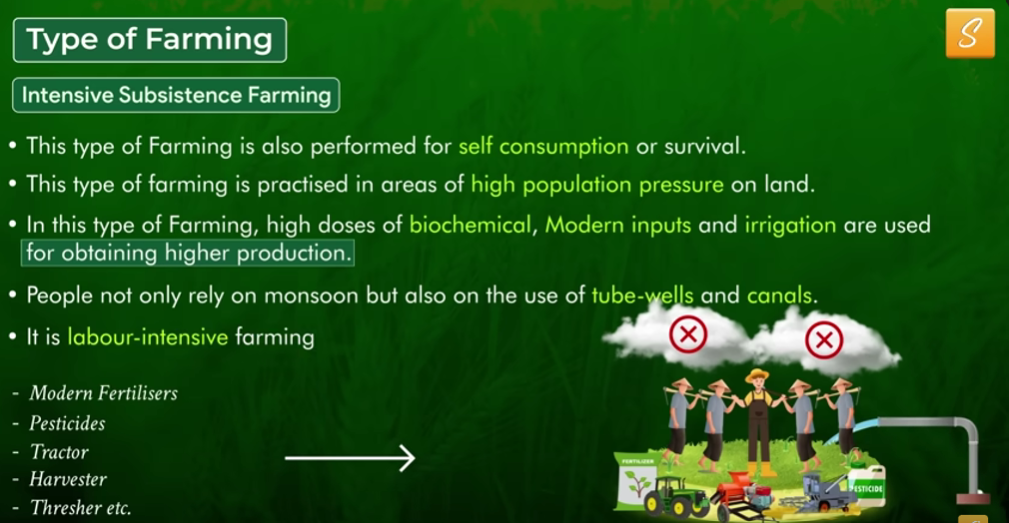 Type of Farming
S
Intensive Subsistence Farming
• This type of Farming is also performed for self consumption or survival.
• This type of farming is practised in areas of high population pressure on land.
• In this type of Farming, high doses of biochemical, Modern inputs and irrigation are used
for obtaining higher production.
• People not only rely on monsoon but also on the use of tube-wells and canals.
• It is labour-intensive farming
- Modern Fertilisers
- Pesticides
- Tractor
- Harvester
- Thresher etc.
FERTILIZER
PESTICIDE